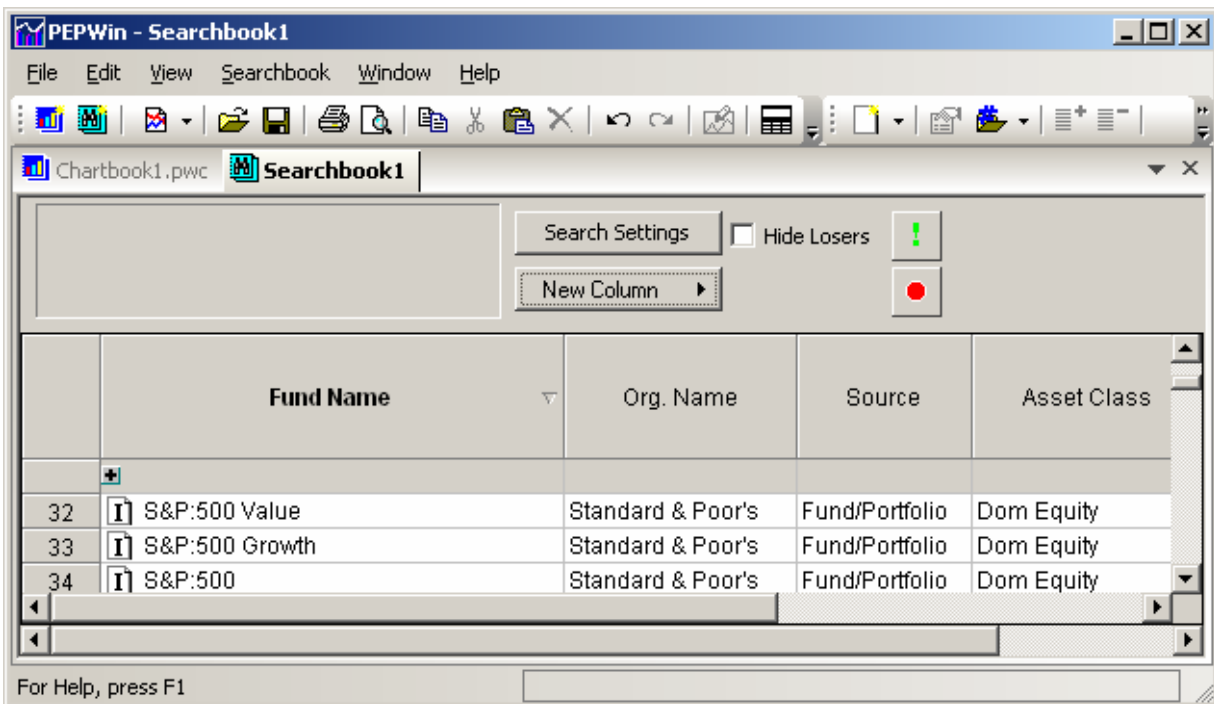 PEPWin - Searchbook1
File Edit View Searchbook Window Help
Chartbook1.pwc Searchbook1
Search Settings Hide Losers !
New Column
Fund Name Org. Name Source Asset Class
32 S&P:500 Value Standard & Poor's Fund/Portfolio Dom Equity
33 S&P:500 Growth Standard & Poor's Fund/Portfolio Dom Equity
34 S&P:500 Standard & Poor's Fund/Portfolio Dom Equity
For Help, press F1